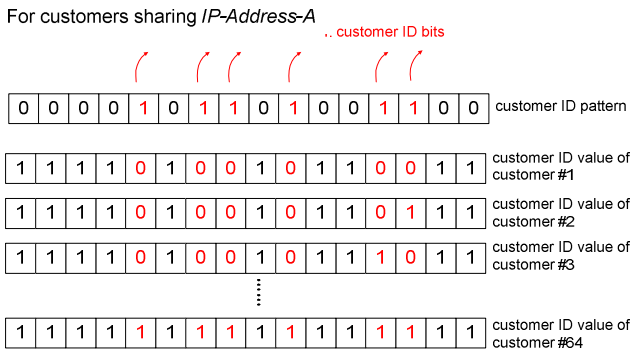 For customers sharing IP-Address-A
.. customer ID bits
0 0 0 0 1 0 1 1 0 1 0 0 1 1 0 0 customer ID pattern
1 1 1 1 0 1 0 0 1 0 1 1 0 0 1 1 customer ID value of
customer #1
1 1 1 1 0 1 0 0 1 0 1 1 0 1 1 1 customer ID value of
customer #2
1 1 1 1 0 1 0 0 1 0 1 1 1 0 1 1 customer ID value of
customer #3
1 1 1 1 1 1 1 1 1 1 1 1 1 1 1 1 customer ID value of
customer #64